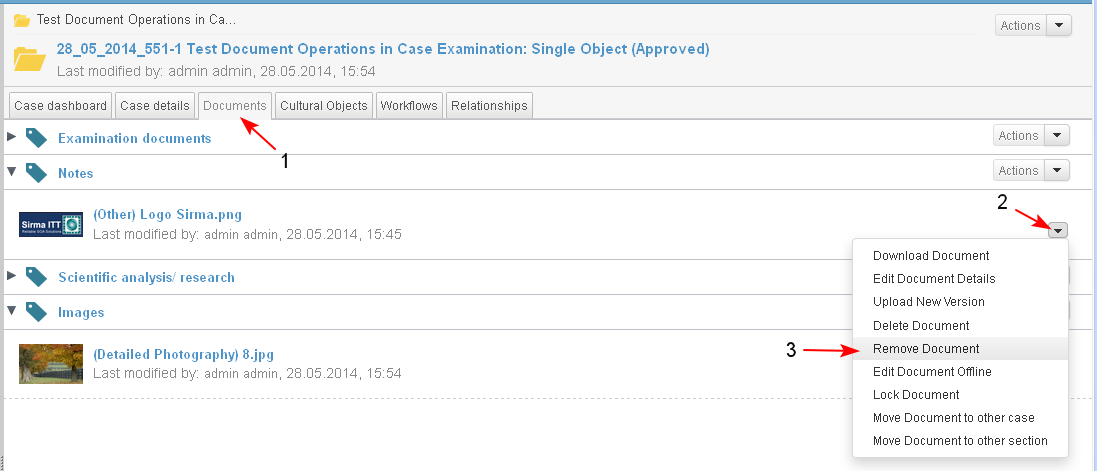 Test Document Operations in Ca...
Actions
28_05_2014_551-1 Test Document Operations in Case Examination: Single Object (Approved)
Last modified by: admin admin, 28.05.2014, 15:54
Case dashboard Case details Documents Cultural Objects Workflows Relationships
Examination documents Actions
1
Notes Actions
2
Sirma ITT
(Other) Logo Sirma.png
Last modified by: admin admin, 28.05.2014, 15:45
Download Document
Scientific analysis/ research
Edit Document Details
Upload New Version
Images
Delete Document
3
Remove Document
(Detailed Photography) 8.jpg
Last modified by: admin admin, 28.05.2014, 15:54
Edit Document Offline
Lock Document
Move Document to other case
Move Document to other section